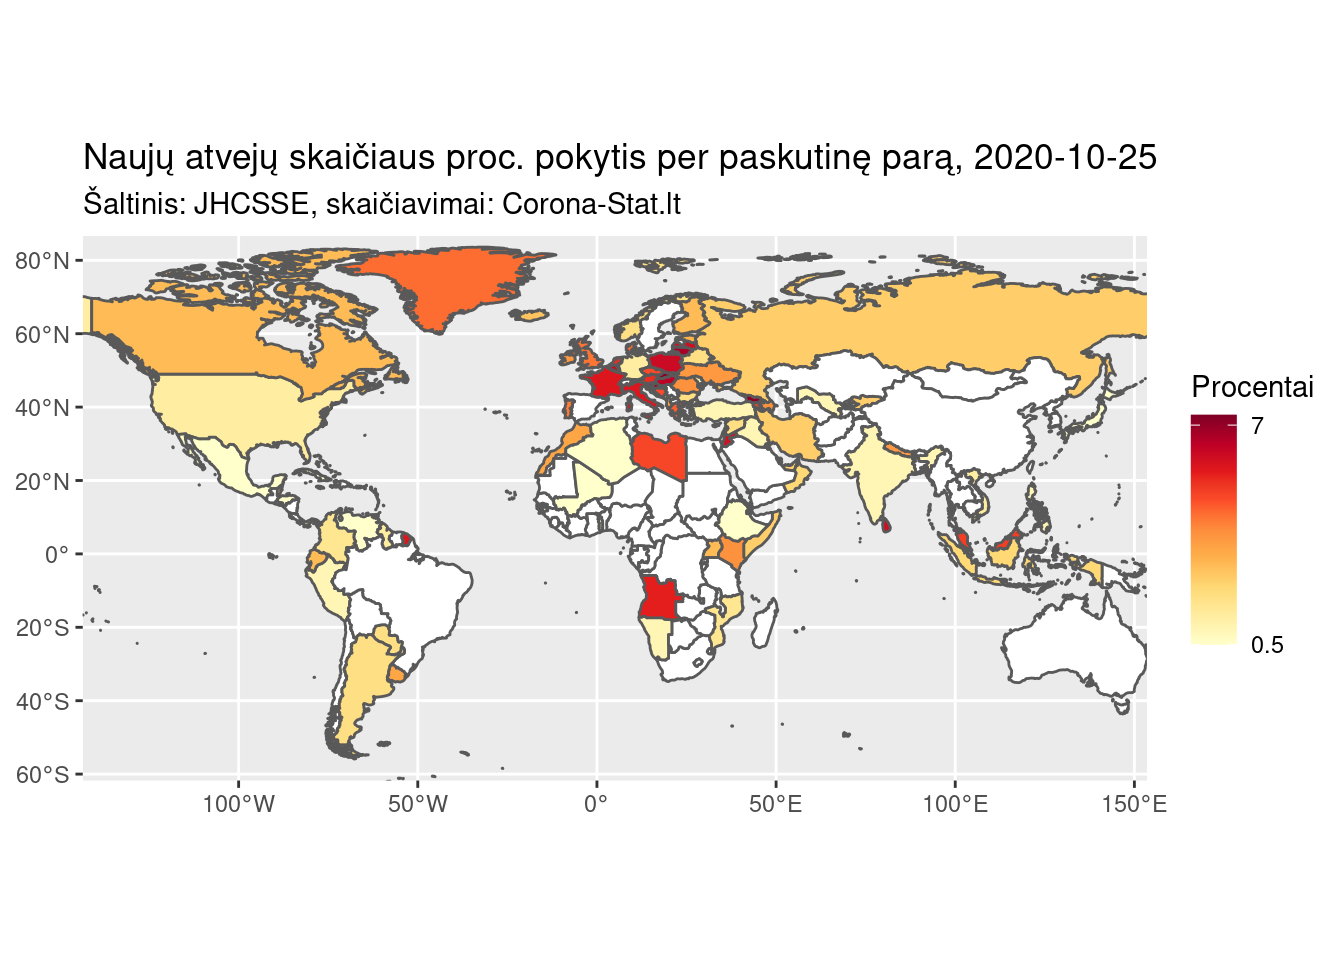 Naujų atvejų skaičiaus proc. pokytis per paskutinę parą, 2020-10-25
Šaltinis: JHCSSE, skaičiavimai: Corona-Stat.lt
80°N
60°N
40°N
20°N
0°
20°S
40°S
60°S
100°W
50°W
0°
50°E
100°E
150°E
Procentai
7
0.5